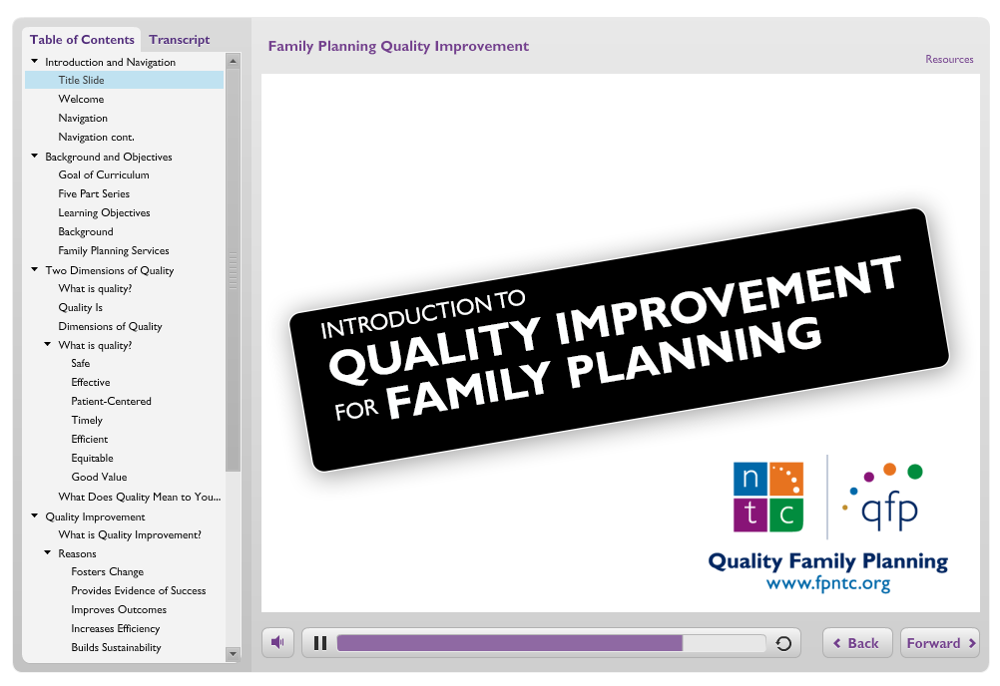 Table of Contents
Transcript
Introduction and Navigation
Title Slide
Welcome
Navigation
Navigation cont.
Background and Objectives
Goal of Curriculum
Five Part Series
Learning Objectives
Background
Family Planning Services
Two Dimensions of Quality
What is quality?
Quality Is
Dimensions of Quality
What is quality?
Safe
Effective
Patient-Centered
Timely
Efficient
Equitable
Good Value
What Does Quality Mean to You...
Quality Improvement
What is Quality Improvement?
Reasons
Fosters Change
Provides Evidence of Success
Improves Outcomes
Increases Efficiency
Builds Sustainability
Family Planning Quality Improvement
Resources
INTRODUCTION TO
QUALITY IMPROVEMENT
FOR FAMILY PLANNING
n
t c
qfp
Quality Family Planning
www.fpntc.org
Back
Forward